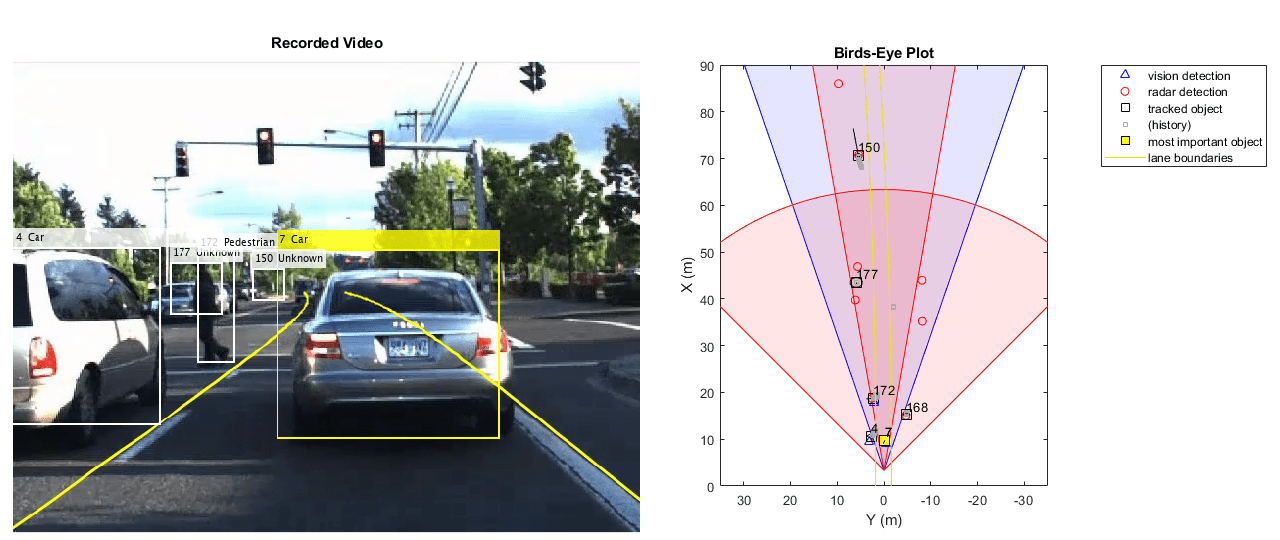 Recorded Video
4 Car
172 Pedestrian
7 Car
177 Unknown
150 Unknown
Birds-Eye Plot
90
80
70
60
50
40
30
20
10
0
X (m)
150
177
172
168
4
7
30
20
10
0
-10
-20
-30
Y (m)
vision detection
radar detection
tracked object
(history)
most important object
lane boundaries